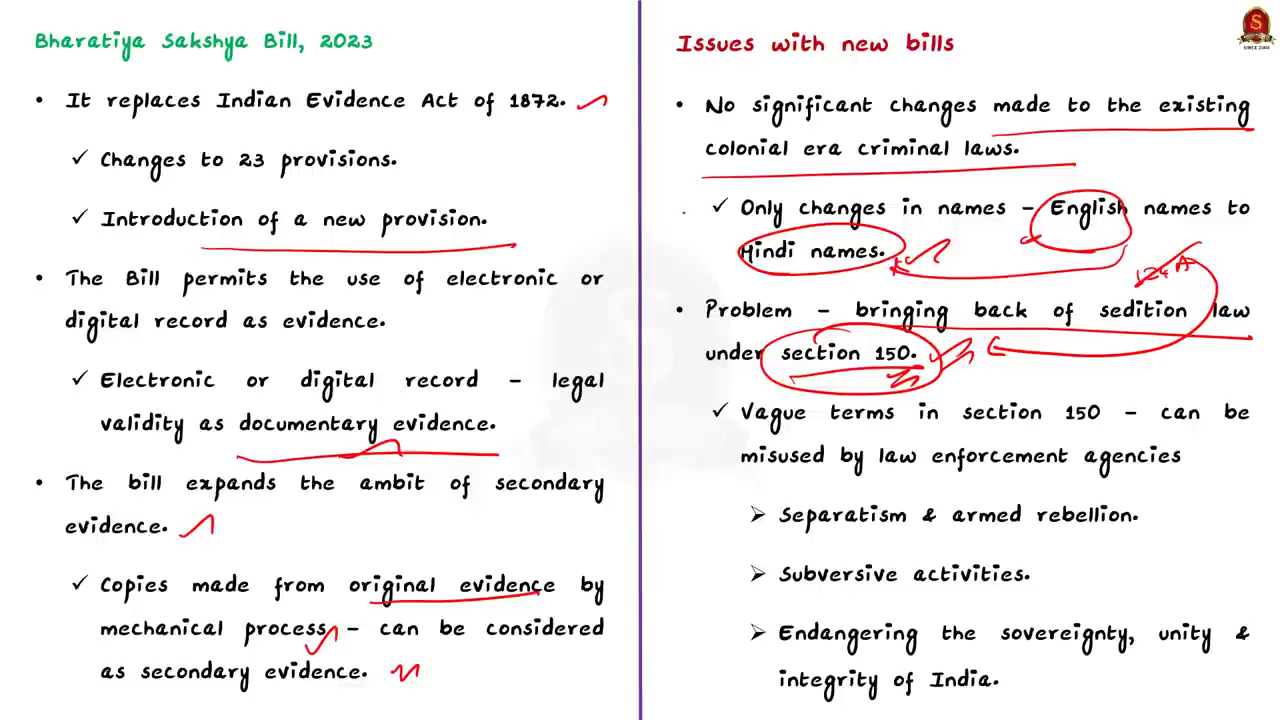 Bharatiya Sakshya Bill, 2023
• It replaces Indian Evidence Act of 1872.
✓ Changes to 23 provisions.
✓ Introduction of a new provision.
• The Bill permits the use of electronic or
digital record as evidence.
✓ Electronic or digital record – legal
validity as documentary evidence.
• The bill expands the ambit of secondary
evidence.
✓ Copies made from original evidence by
mechanical process – can be considered
as secondary evidence.
Issues with new bills
• No significant changes made to the existing
colonial era criminal laws.
✓ Only changes in names – English names to
Hindi names.
124 A
• Problem – bringing back of sedition law
under section 150.
✓ Vague terms in section 150 – can be
misused by law enforcement agencies
➢ Separatism & armed rebellion.
➢ Subversive activities.
➢ Endangering the sovereignty, unity &
integrity of India.
S
SINCE 2004